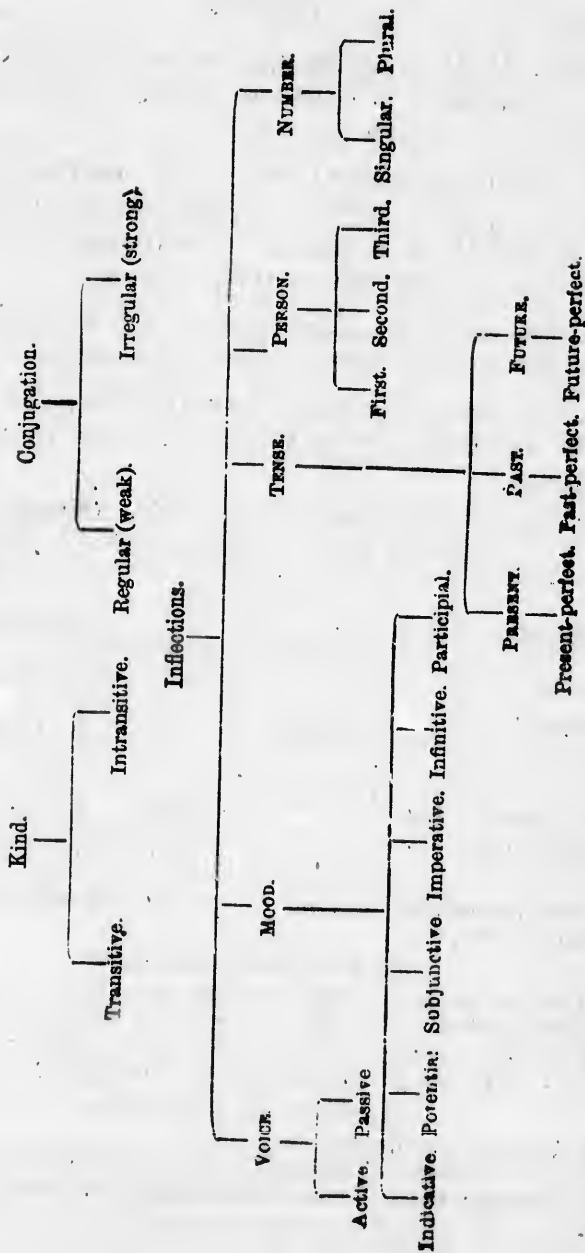 Kind. Conjugation.
Transitive. Intransitive. Regular (weak). Irregular (strong).
Inflections.
VOICE. MOOD. TENSE. PERSON. NUMBER.
Active. Passive First. Second. Third. Singular. Plural.
Indicative. Potential Subjunctive. Imperative. Infinitive. Participial.
PRESENT. PAST. FUTURE.
Present-perfect. Past-perfect. Future-perfect.